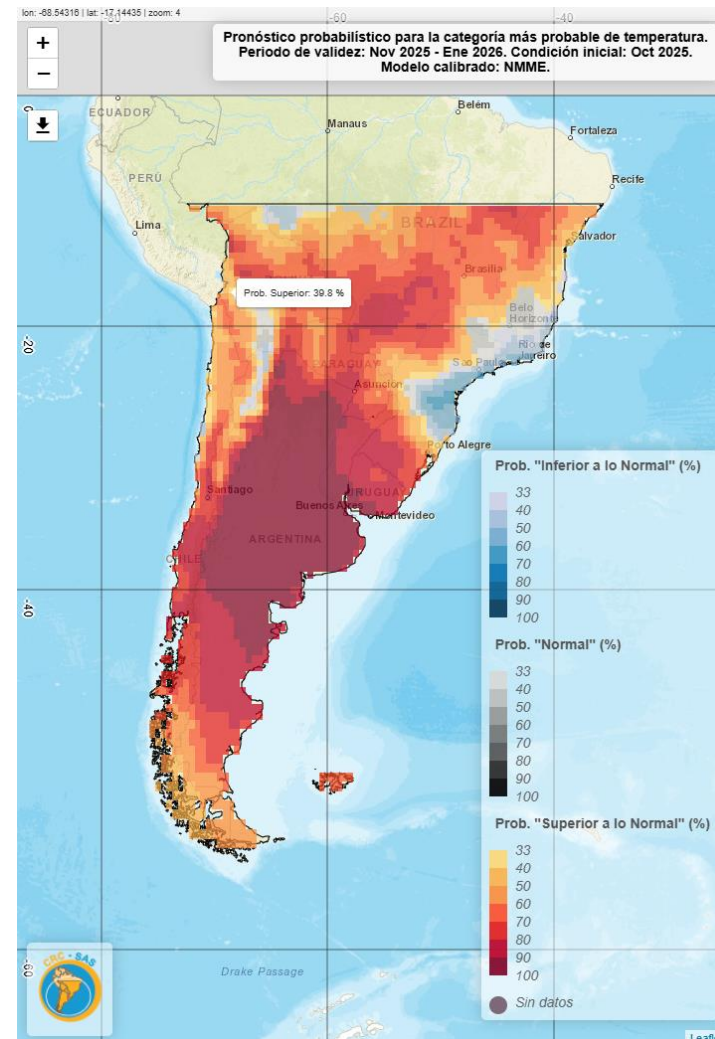 lon: -68.54316 | lat: -17.14435 | zoom: 4
-80
-60
-40
+
−
Pronóstico probabilístico para la categoría más probable de temperatura.
Periodo de validez: Nov 2025 - Ene 2026. Condición inicial: Oct 2025.
Modelo calibrado: NMME.
0
ECUADOR
Belém
Manaus
Fortaleza
PERÚ
Recife
Lima
BRAZIL
Salvador
Brasília
Prob. Superior: 39.8 %
Belo
Horizonte
-20
Rio de
Janeiro
Sao Paulo
PARAGUAY
Asuncion
Porto Alegre
Santiago
URUGUAY
Buenos Aires
Montevideo
ARGENTINA
CHILE
-40
Prob. "Inferior a lo Normal" (%)
33
40
50
60
70
80
90
100
Prob. "Normal" (%)
33
40
50
60
70
80
90
100
Prob. "Superior a lo Normal" (%)
33
40
50
60
70
80
90
100
Sin datos
-60
CRC - SAS
Drake Passage
Leafl